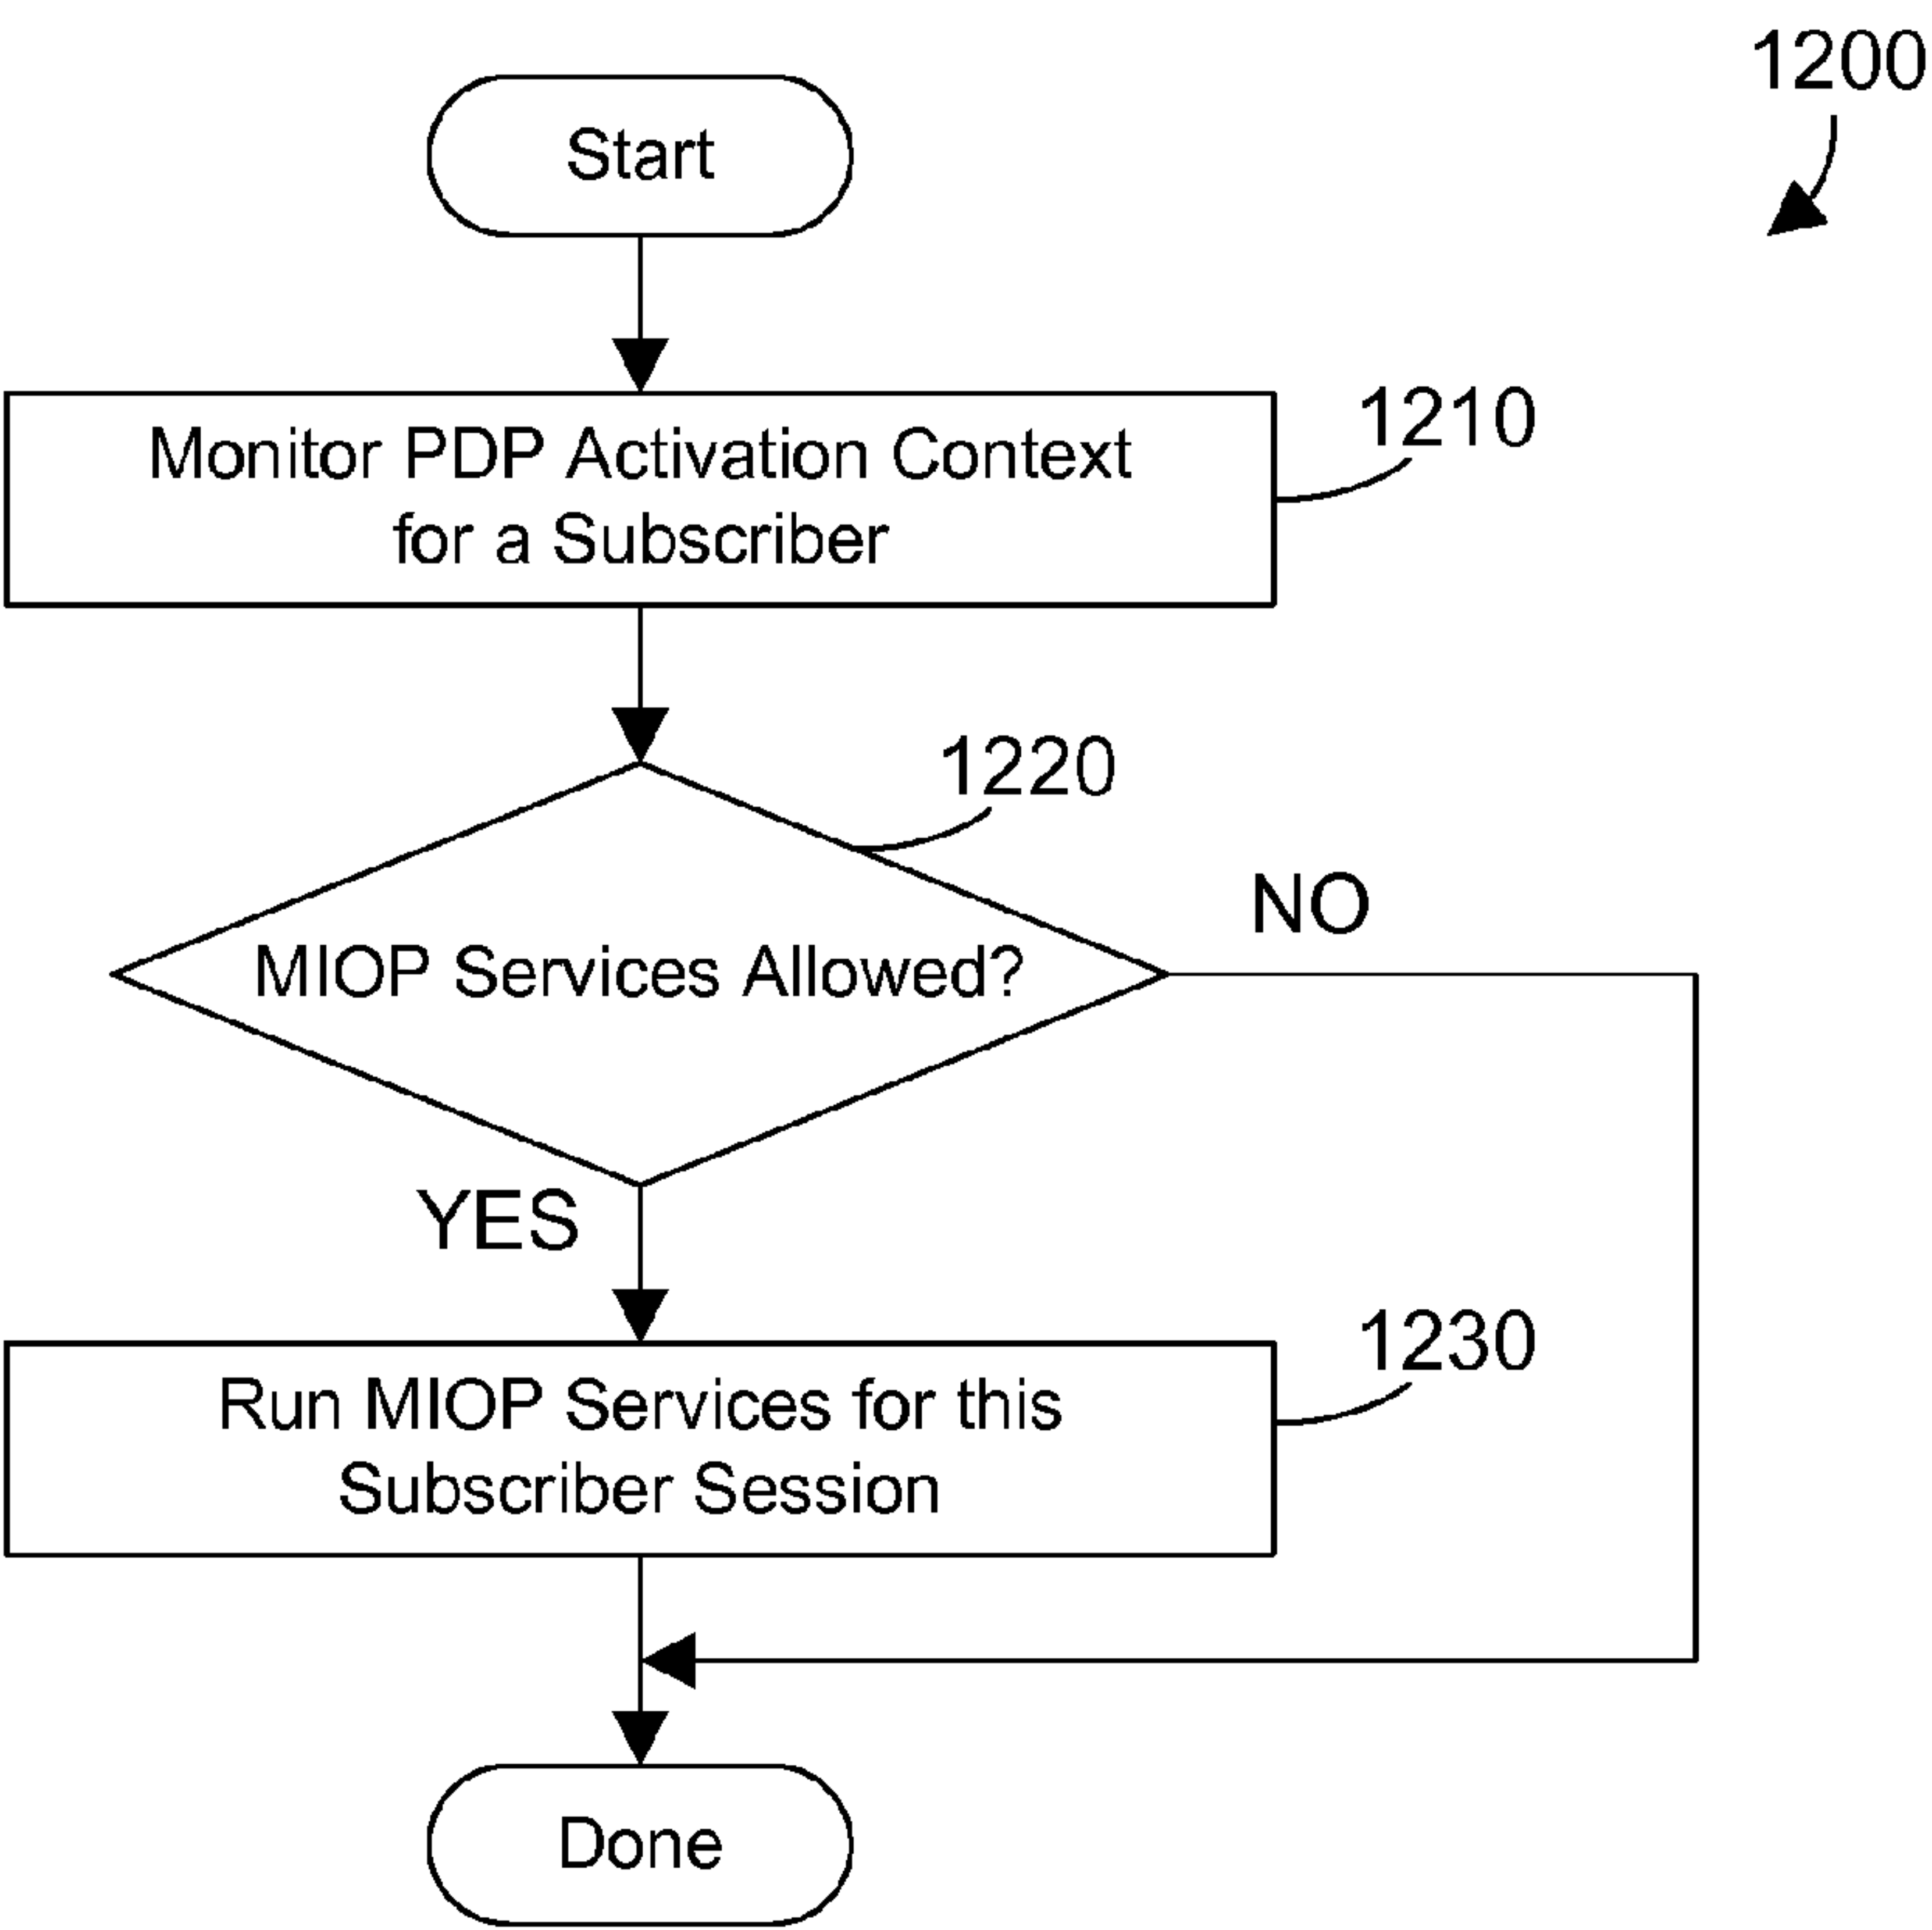 1200
Start
Monitor PDP Activation Context
for a Subscriber
1210
1220
MIOP Services Allowed?
NO
YES
Run MIOP Services for this
Subscriber Session
1230
Done